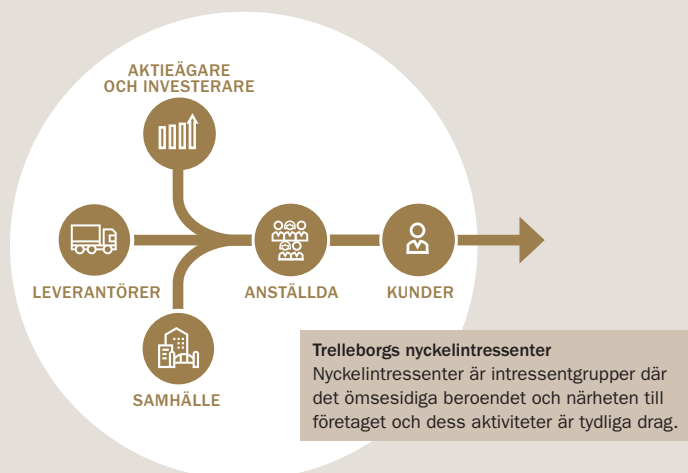 AKTIEÄGARE
OCH INVESTERARE
LEVERANTÖRER
ANSTÄLLDA
KUNDER
SAMHÄLLE
Trelleborgs nyckelintressenter
Nyckelintressenter är intressentgrupper där
det ömsesidiga beroendet och närheten till
företaget och dess aktiviteter är tydliga drag.